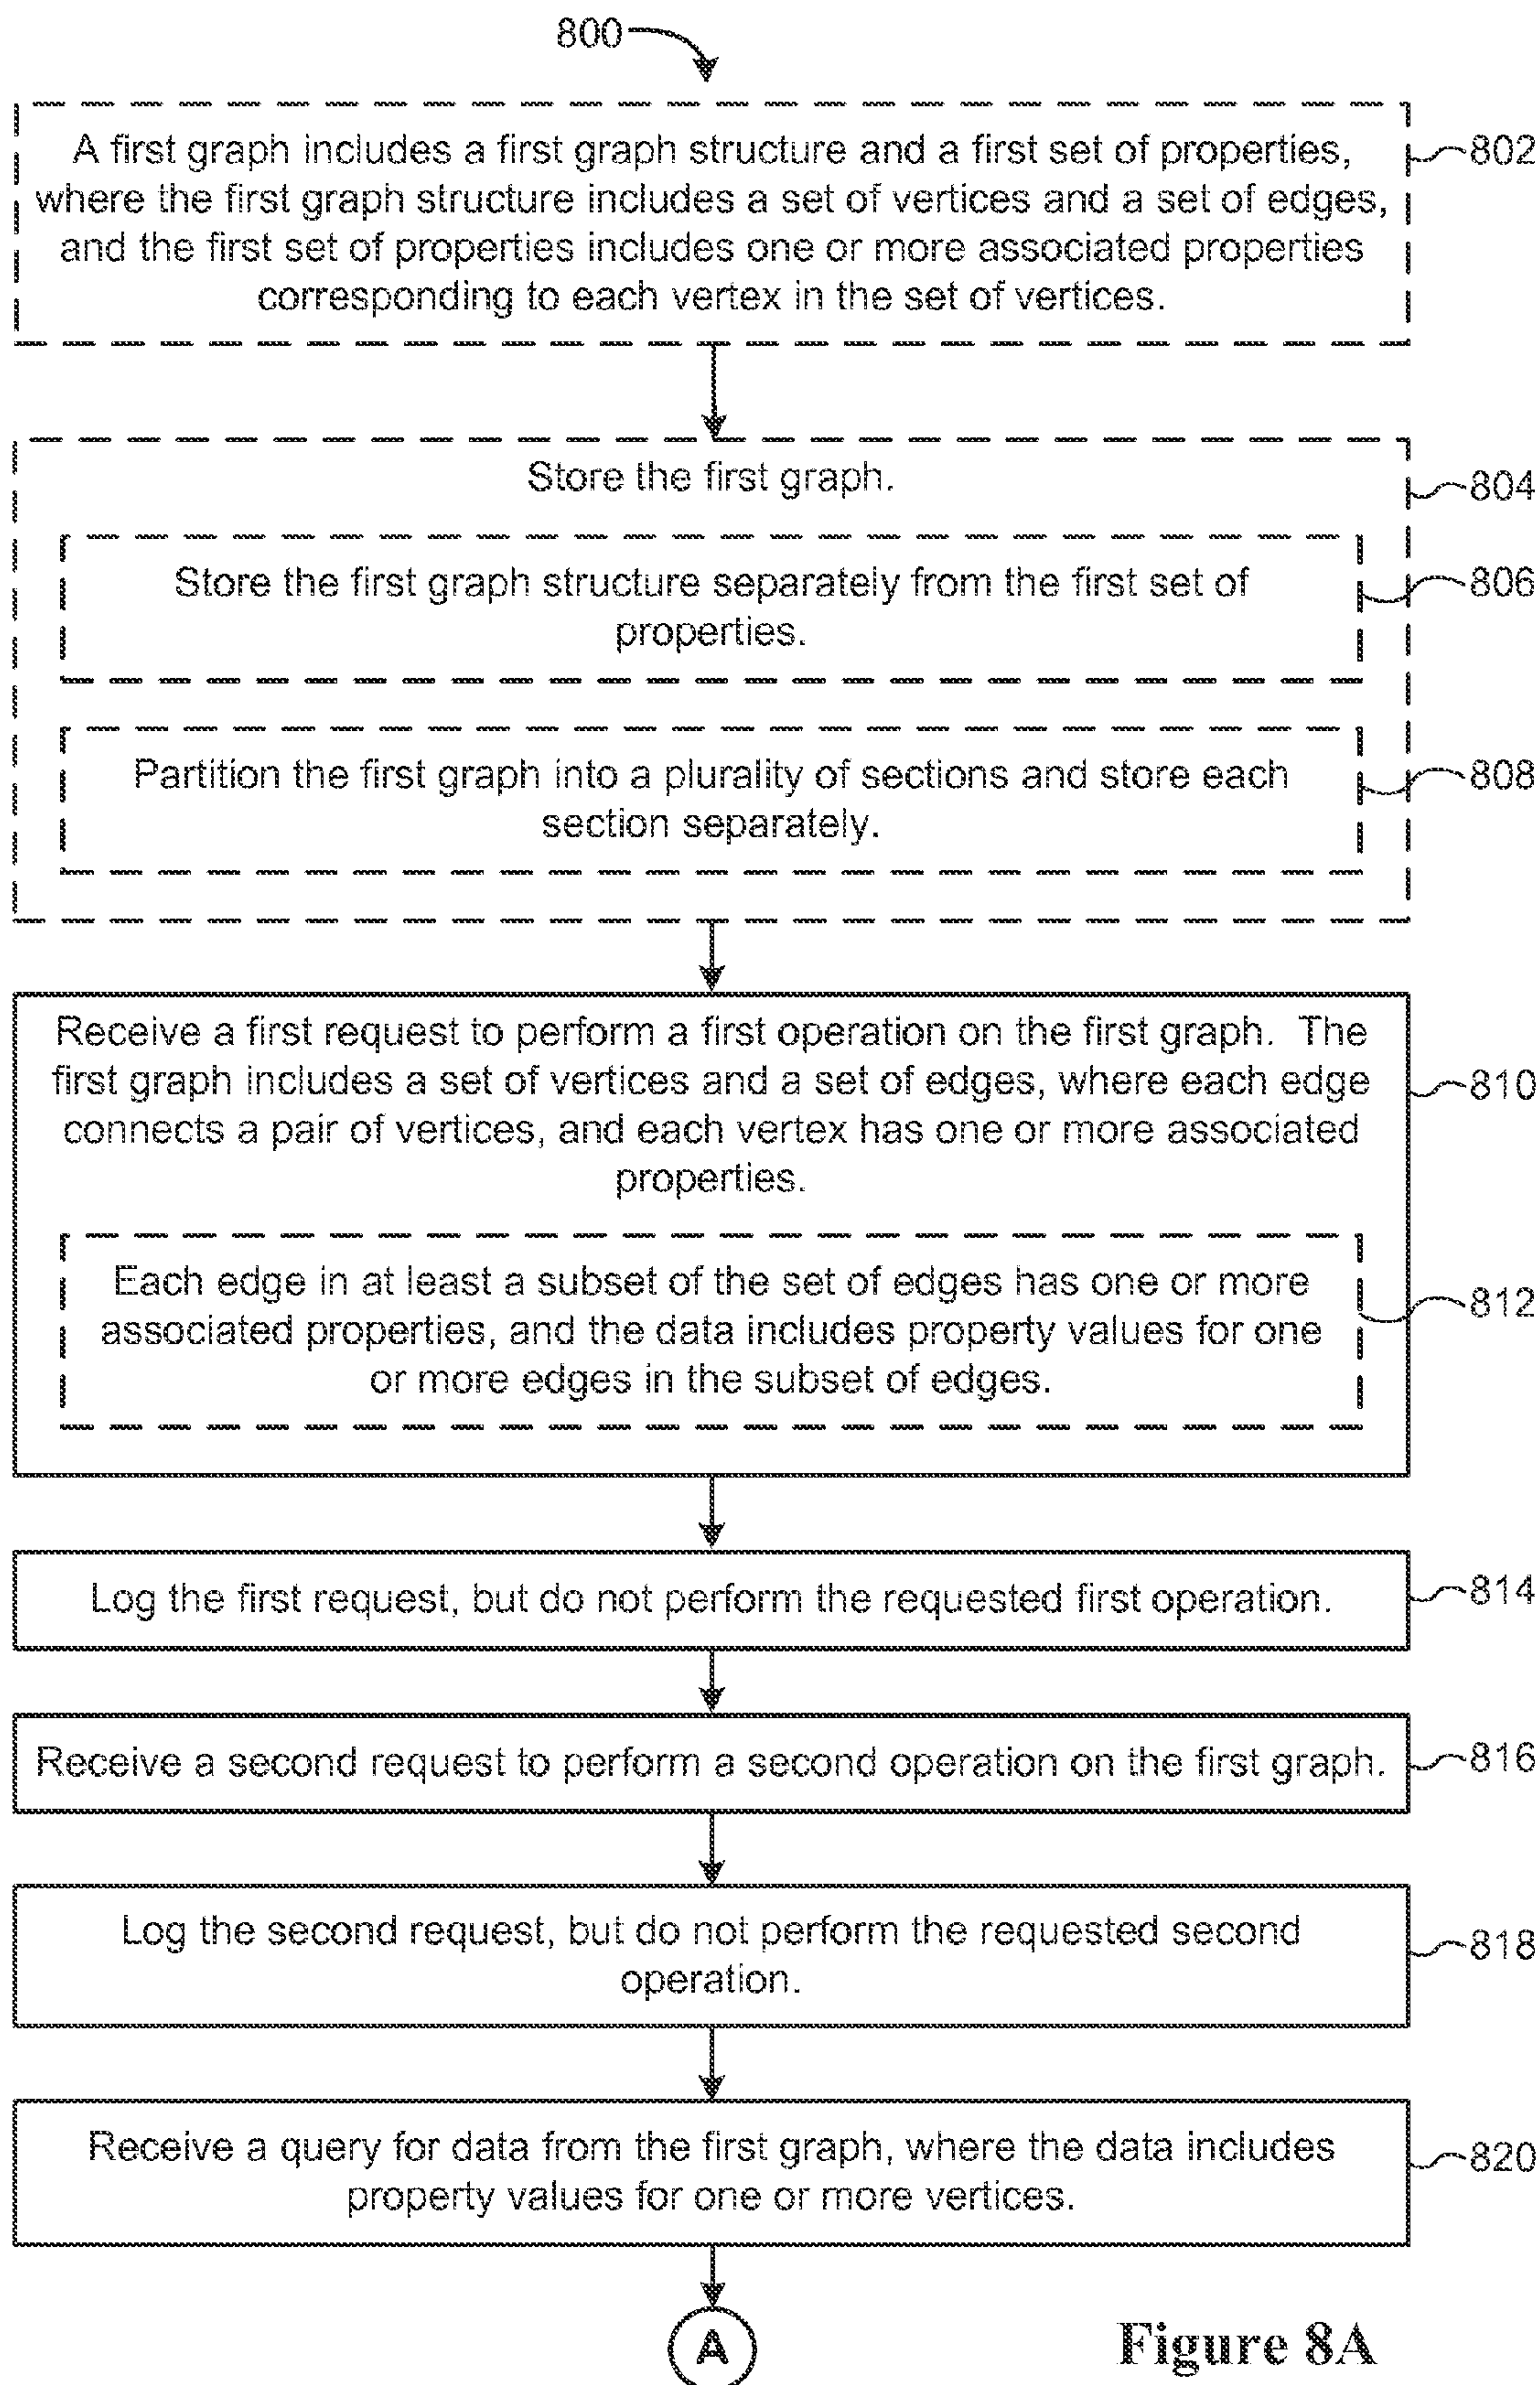 800
A first graph includes a first graph structure and a first set of properties,
where the first graph structure includes a set of vertices and a set of edges,
and the first set of properties includes one or more associated properties
corresponding to each vertex in the set of vertices.
802
Store the first graph.
804
Store the first graph structure separately from the first set of
properties.
806
Partition the first graph into a plurality of sections and store each
section separately.
808
Receive a first request to perform a first operation on the first graph. The
first graph includes a set of vertices and a set of edges, where each edge
connects a pair of vertices, and each vertex has one or more associated
properties.
810
Each edge in at least a subset of the set of edges has one or more
associated properties, and the data includes property values for one
or more edges in the subset of edges.
812
Log the first request, but do not perform the requested first operation.
814
Receive a second request to perform a second operation on the first graph.
816
Log the second request, but do not perform the requested second
operation.
818
Receive a query for data from the first graph, where the data includes
property values for one or more vertices.
820
A
Figure 8A